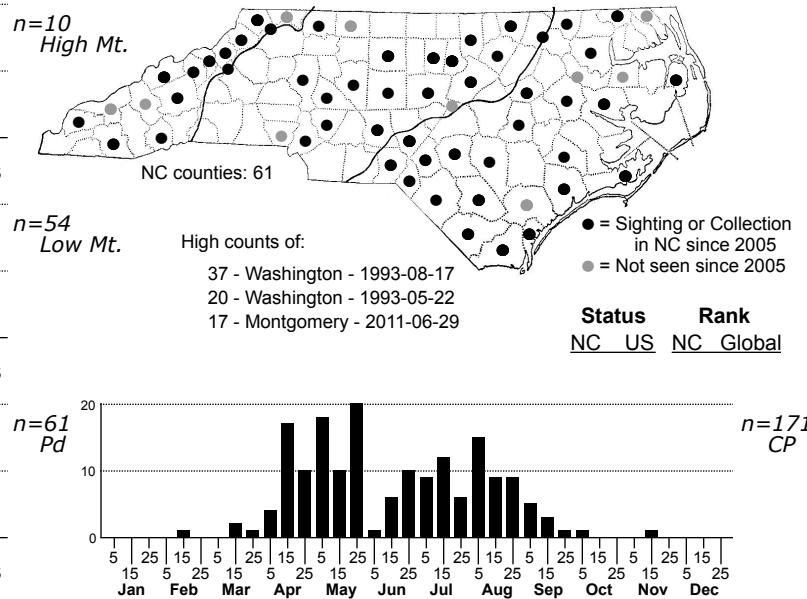 n=10
High Mt.
NC counties: 61
n=54
Low Mt.
High counts of:
37 - Washington - 1993-08-17
20 - Washington - 1993-05-22
17 - Montgomery - 2011-06-29
= Sighting or Collection
in NC since 2005
= Not seen since 2005
Status Rank
NC US NC Global
n=61
Pd
n=171
CP
20
10
0
5 25 15 5 25 15 5 25 15 5 25 15 5 25 15 5 25 15
15 5 25 15 5 25 15 5 25 15 5 25 15 5 25 15 5 25
Jan Feb Mar Apr May Jun Jul Aug Sep Oct Nov Dec